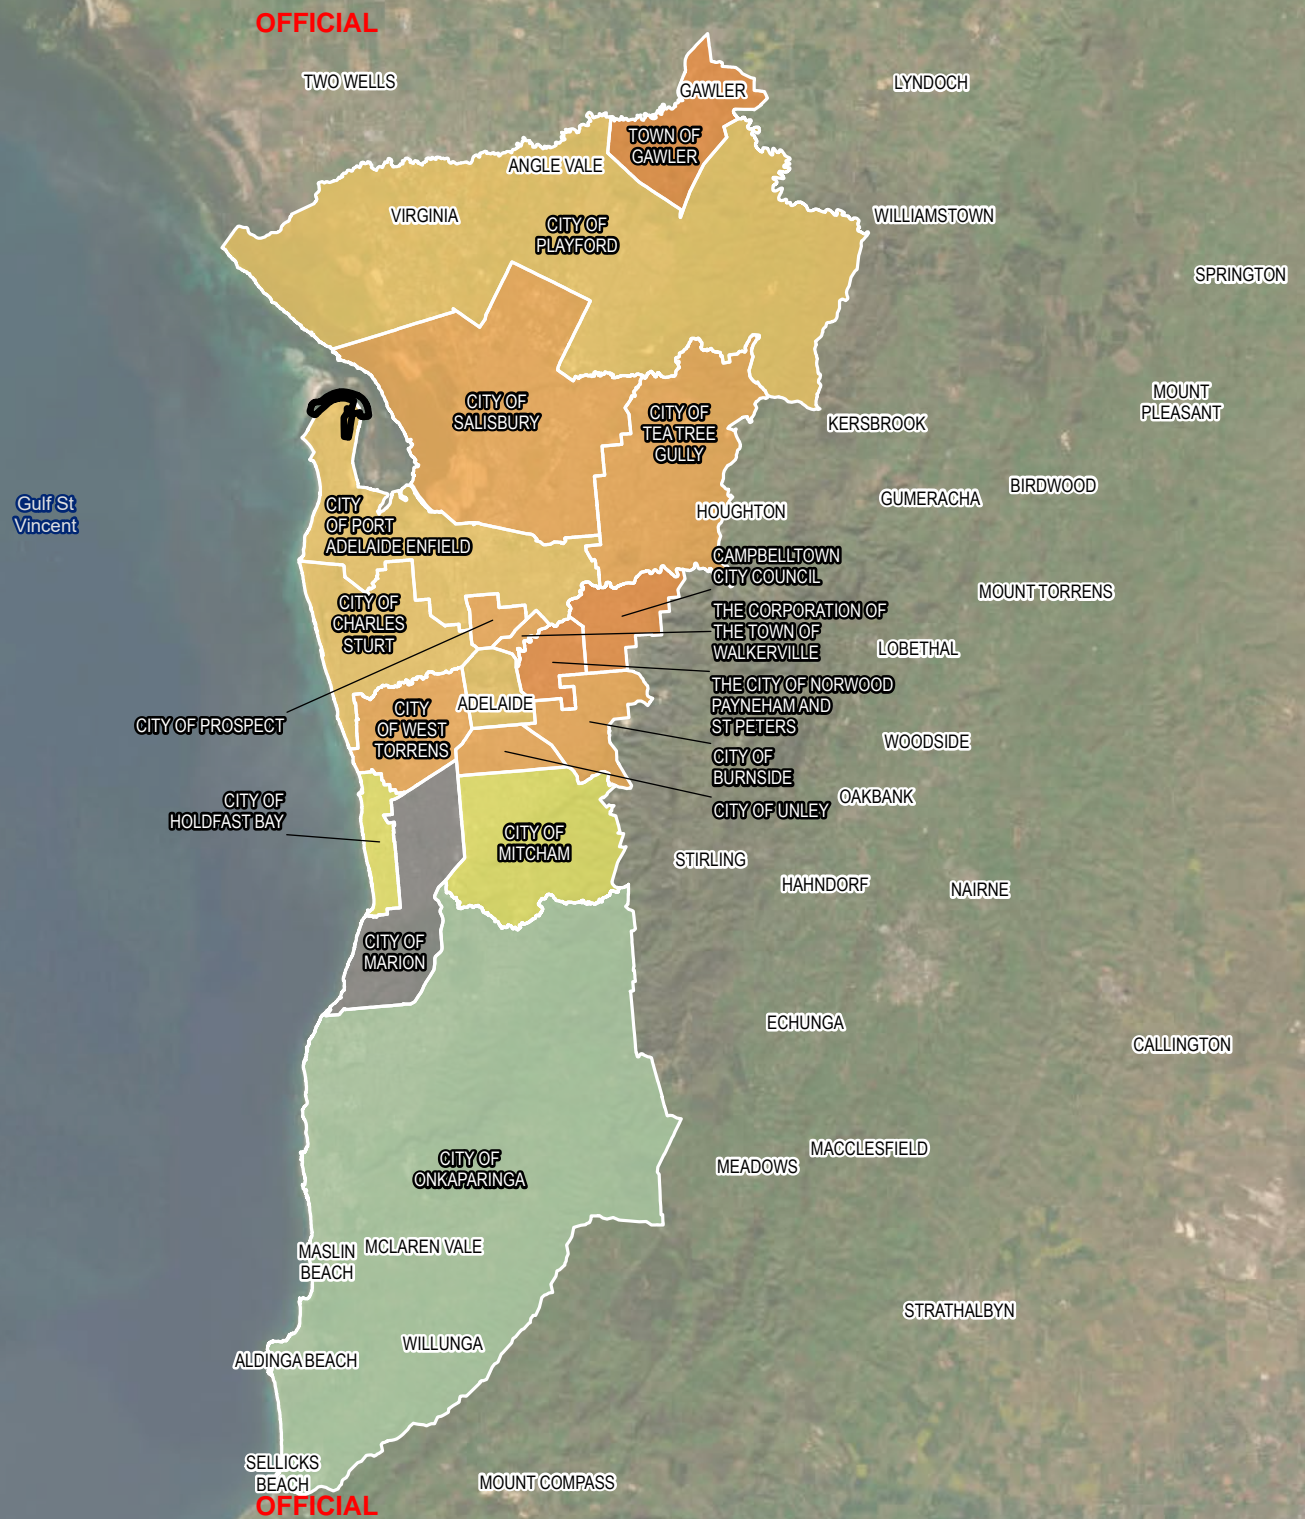 OFFICIAL
TWO WELLS
LYNDOCH
GAWLER
TOWN OF
GAWLER
ANGLE VALE
VIRGINIA
WILLIAMSTOWN
CITY OF
PLAYFORD
SPRINGTON
MOUNT
PLEASANT
CITY OF
SALISBURY
CITY OF
TEA TREE
GULLY
KERSBROOK
BIRDWOOD
GUMERACHA
Gulf St
Vincent
HOUGHTON
CITY
OF PORT
ADELAIDE ENFIELD
CAMPBELLTOWN
CITY COUNCIL
MOUNT TORRENS
CITY OF
CHARLES
STURT
THE CORPORATION OF
THE TOWN OF
WALKERVILLE
LOBETHAL
THE CITY OF NORWOOD
PAYNEHAM AND
ST PETERS
ADELAIDE
CITY OF PROSPECT
CITY
OF WEST
TORRENS
WOODSIDE
CITY OF
BURNSIDE
OAKBANK
CITY OF UNLEY
CITY OF
HOLDFAST BAY
CITY OF
MITCHAM
STIRLING
HAHNDORF
NAIRNE
CITY OF
MARION
ECHUNGA
CALLINGTON
CITY OF
ONKAPARINGA
MACCLESFIELD
MEADOWS
MASLIN
BEACH
MCLAREN VALE
STRATHALBYN
WILLUNGA
ALDINGA BEACH
SELLICKS
BEACH
MOUNT COMPASS
OFFICIAL